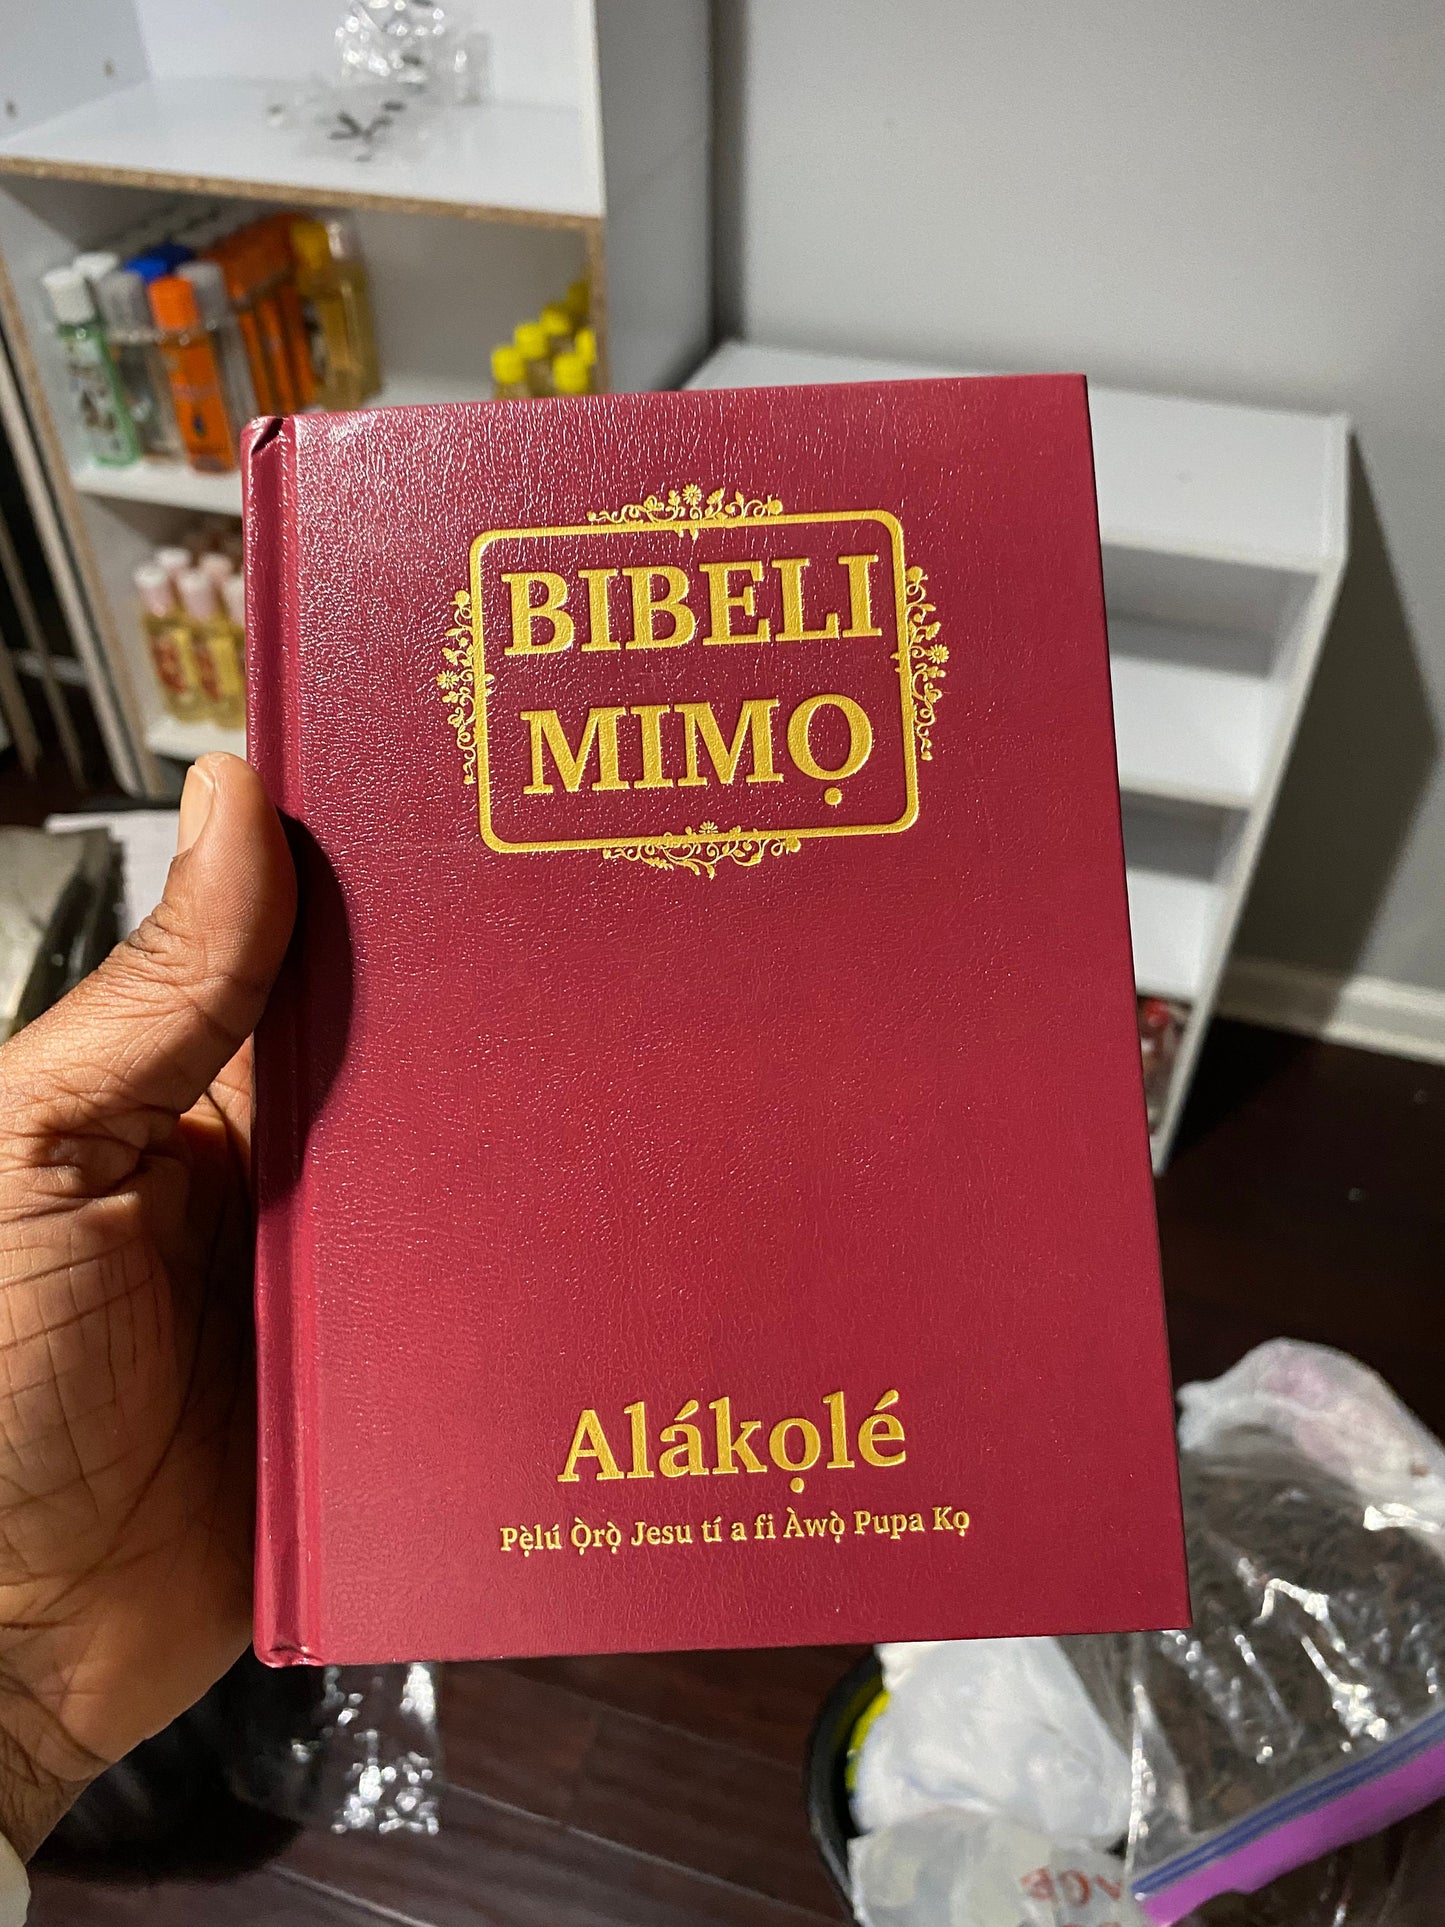 BIBELI
MIMỌ
Alákọlé
Pẹ̀lú Ọ̀rọ̀ Jesu tí a fi Àwọ̀ Pupa Kọ